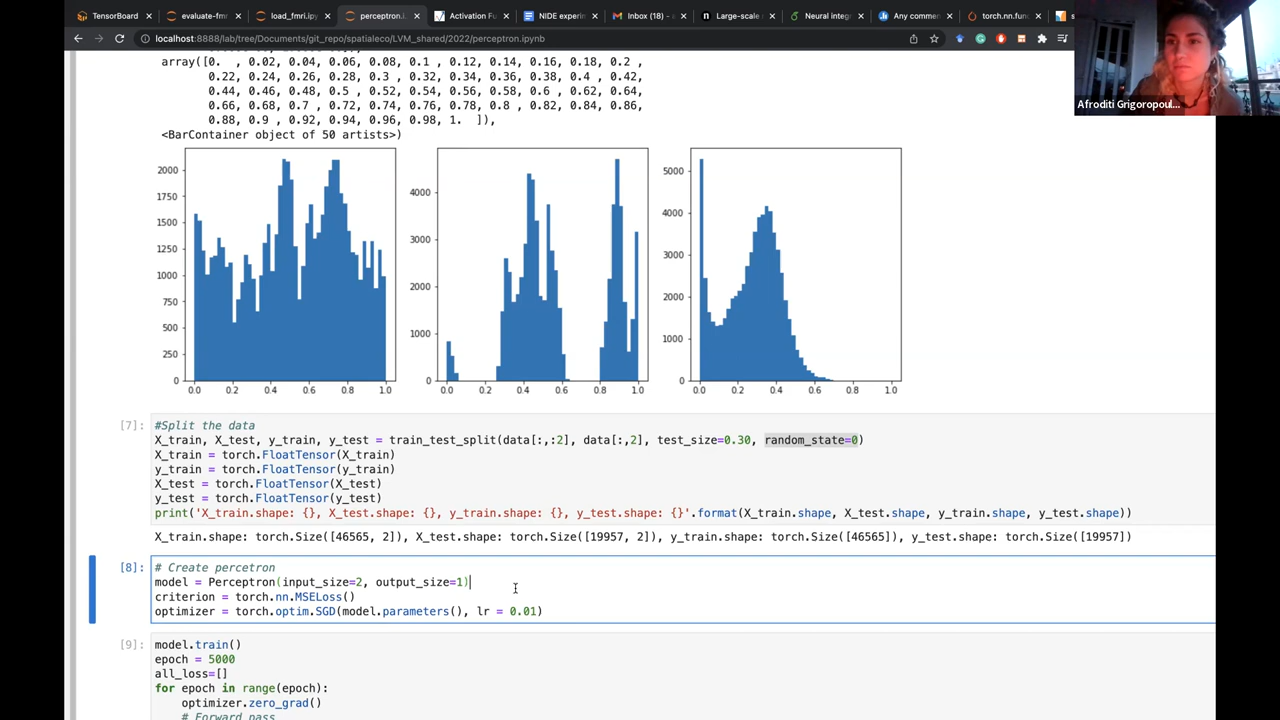 TensorBoard
evaluate-fmr
load_fmri.ipy
perceptron.i
Activation Fu
NIDE experim
Inbox (18) - m
Large-scale r
Neural integr
Any commen
torch.nn.func
localhost:8888/lab/tree/Documents/git_repo/spatialeco/LVM_shared/2022/perceptron.ipynb
Afroditi Grigoropoul...
array([0. , 0.02, 0.04, 0.06, 0.08, 0.1 , 0.12, 0.14, 0.16, 0.18, 0.2 ,
0.22, 0.24, 0.26, 0.28, 0.3 , 0.32, 0.34, 0.36, 0.38, 0.4 , 0.42,
0.44, 0.46, 0.48, 0.5 , 0.52, 0.54, 0.56, 0.58, 0.6 , 0.62, 0.64,
0.66, 0.68, 0.7 , 0.72, 0.74, 0.76, 0.78, 0.8 , 0.82, 0.84, 0.86,
0.88, 0.9 , 0.92, 0.94, 0.96, 0.98, 1. ]),
<BarContainer object of 50 artists>)
2000
1750
1500
1250
1000
750
500
250
0
0.0 0.2 0.4 0.6 0.8 1.0
4000
3000
2000
1000
0
0.0 0.2 0.4 0.6 0.8 1.0
5000
4000
3000
2000
1000
0
0.0 0.2 0.4 0.6 0.8 1.0
[7]:
#Split the data
X_train, X_test, y_train, y_test = train_test_split(data[:,:2], data[:,2], test_size=0.30, random_state=0)
X_train = torch.FloatTensor(X_train)
y_train = torch.FloatTensor(y_train)
X_test = torch.FloatTensor(X_test)
y_test = torch.FloatTensor(y_test)
print('X_train.shape: {}, X_test.shape: {}, y_train.shape: {}, y_test.shape: {}'.format(X_train.shape, X_test.shape, y_train.shape, y_test.shape))
X_train.shape: torch.Size([46565, 2]), X_test.shape: torch.Size([19957, 2]), y_train.shape: torch.Size([46565]), y_test.shape: torch.Size([19957])
[8]:
# Create percetron
model = Perceptron(input_size=2, output_size=1)
criterion = torch.nn.MSELoss()
optimizer = torch.optim.SGD(model.parameters(), lr = 0.01)
[9]:
model.train()
epoch = 5000
all_loss=[]
for epoch in range(epoch):
optimizer.zero_grad()
# Forward pass